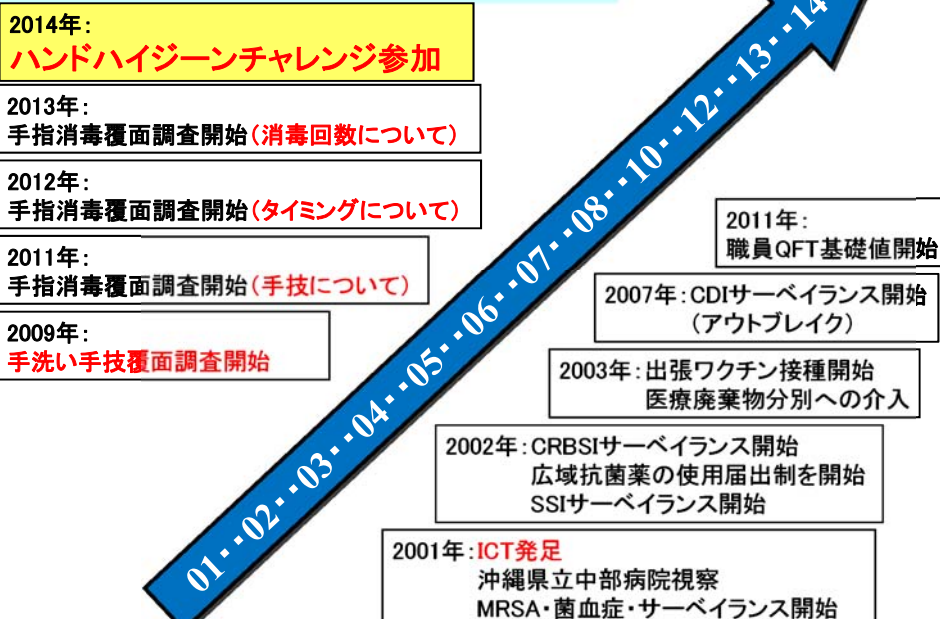 2014年:
ハンドハイジーンチャレンジ参加
2013年:
手指消毒覆面調査開始(消毒回数について)
2012年:
手指消毒覆面調査開始(タイミングについて)
2011年:
手指消毒覆面調査開始(手技について)
2009年:
手洗い手技覆面調査開始
01・・02・・03・・04・・05・・06・・07・・08・・10・・12・・13・・14
2011年:
職員QFT基礎値開始
2007年:CDIサーベイランス開始
(アウトブレイク)
2003年:出張ワクチン接種開始
医療廃棄物分別への介入
2002年:CRBSIサーベイランス開始
広域抗菌薬の使用届出制を開始
SSIサーベイランス開始
2001年:ICT発足
沖縄県立中部病院視察
MRSA・菌血症・サーベイランス開始